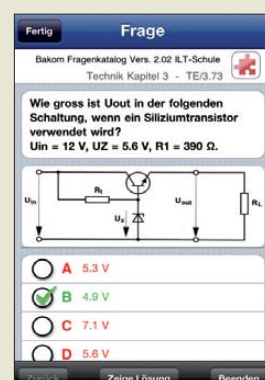 Fertig
Frage
Bakom Fragenkatalog Vers. 2.02 ILT-Schule
Technik Kapitel 3 - TE/3.73
Wie gross ist Uout in der folgenden
Schaltung, wenn ein Siliziumtransistor
verwendet wird?
Uin = 12 V, UZ = 5.6 V, R1 = 390 Ω.
Uin
R1
Uz
Uout
RL
A 5.3 V
B 4.9 V
C 7.1 V
D 5.6 V
Zurück
Zeige Lösung
Beenden